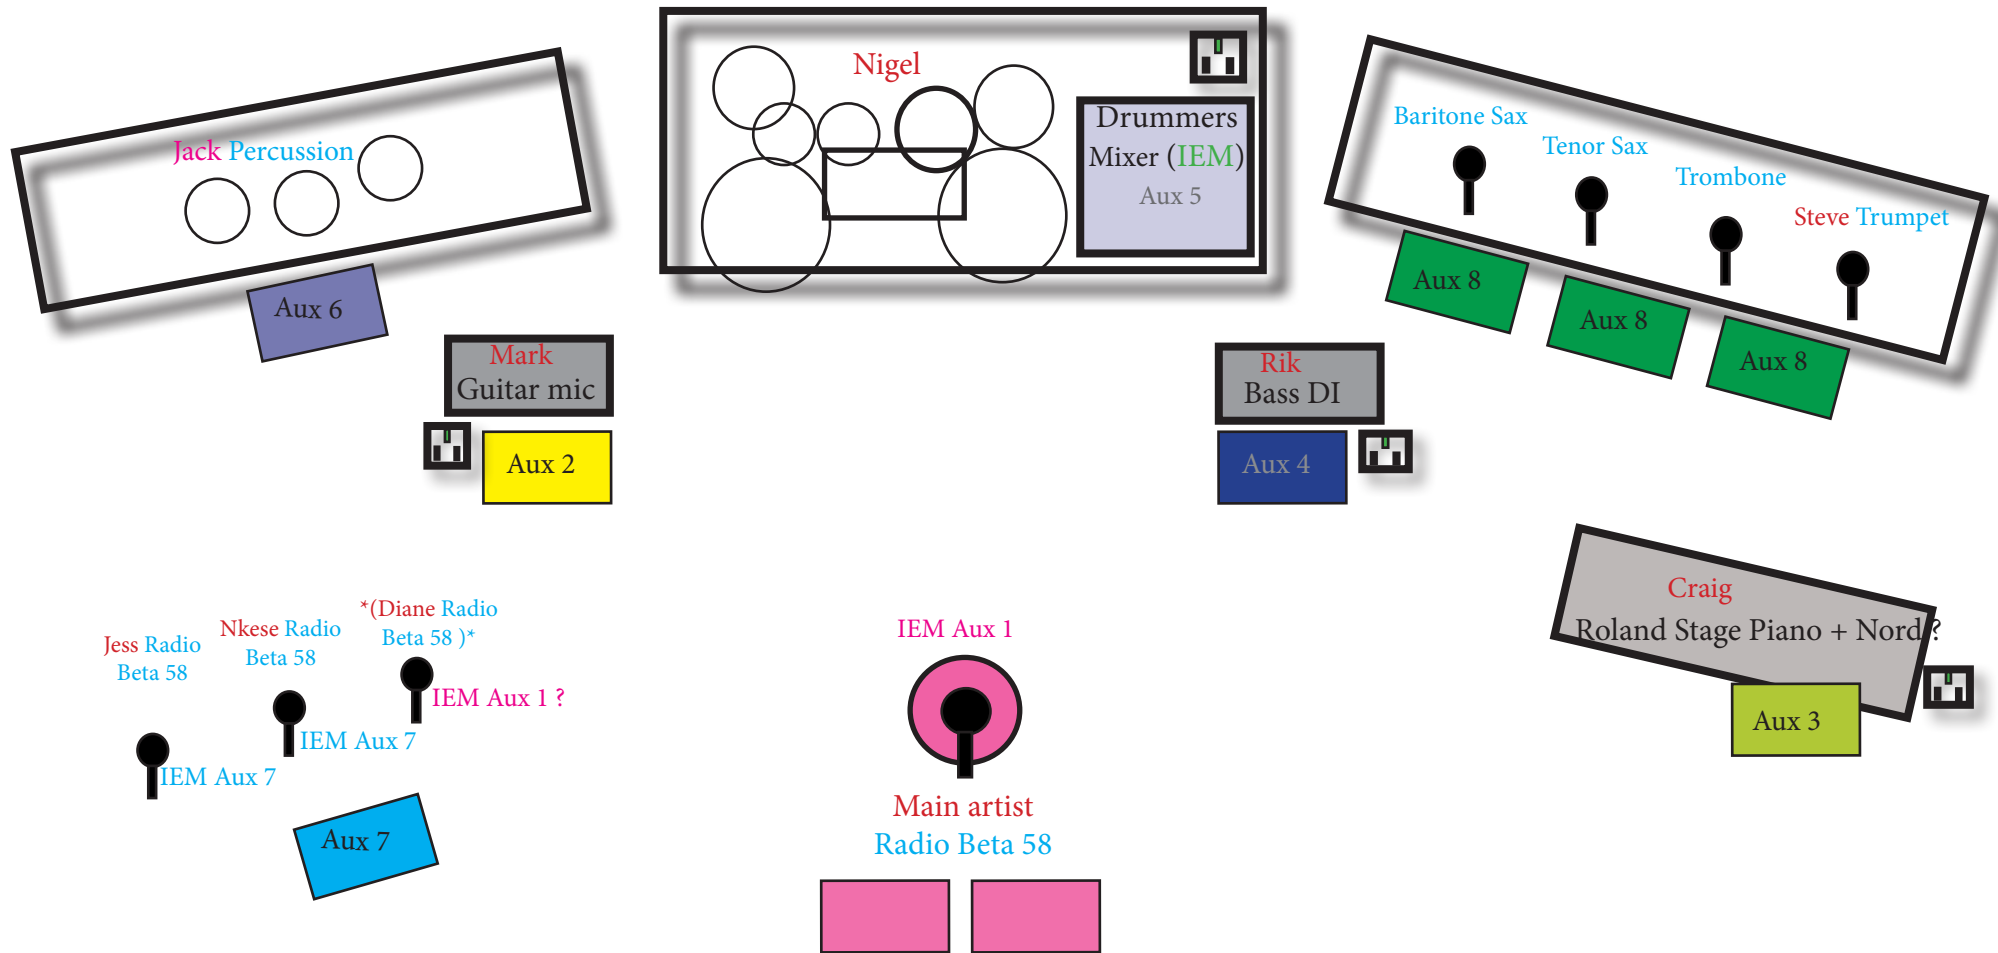 Nigel
Drummers
Mixer (IEM)
Aux 5
Jack Percussion
Aux 6
Baritone Sax
Tenor Sax
Trombone
Steve Trumpet
Aux 8
Aux 8
Aux 8
Mark
Guitar mic
Aux 2
Rik
Bass DI
Aux 4
Craig
Roland Stage Piano + Nord ?
Aux 3
Jess Radio
Beta 58
IEM Aux 7
Nkese Radio
Beta 58
IEM Aux 7
*(Diane Radio
Beta 58 )*
IEM Aux 1 ?
Aux 7
IEM Aux 1
Main artist
Radio Beta 58